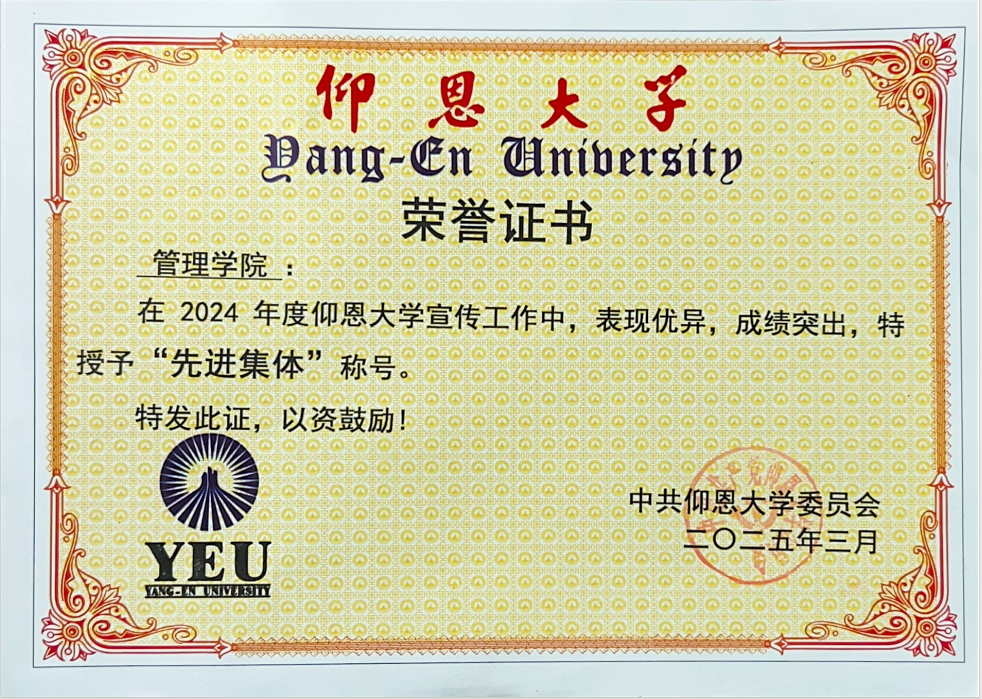 仰恩大学
Yang-En University
荣誉证书
管理学院：
在 2024 年度仰恩大学宣传工作中，表现优异，成绩突出，特
授予“先进集体”称号。
特发此证，以资鼓励！
YEU
YANG-EN UNIVERSITY
中共仰恩大学委员会
二〇二五年三月